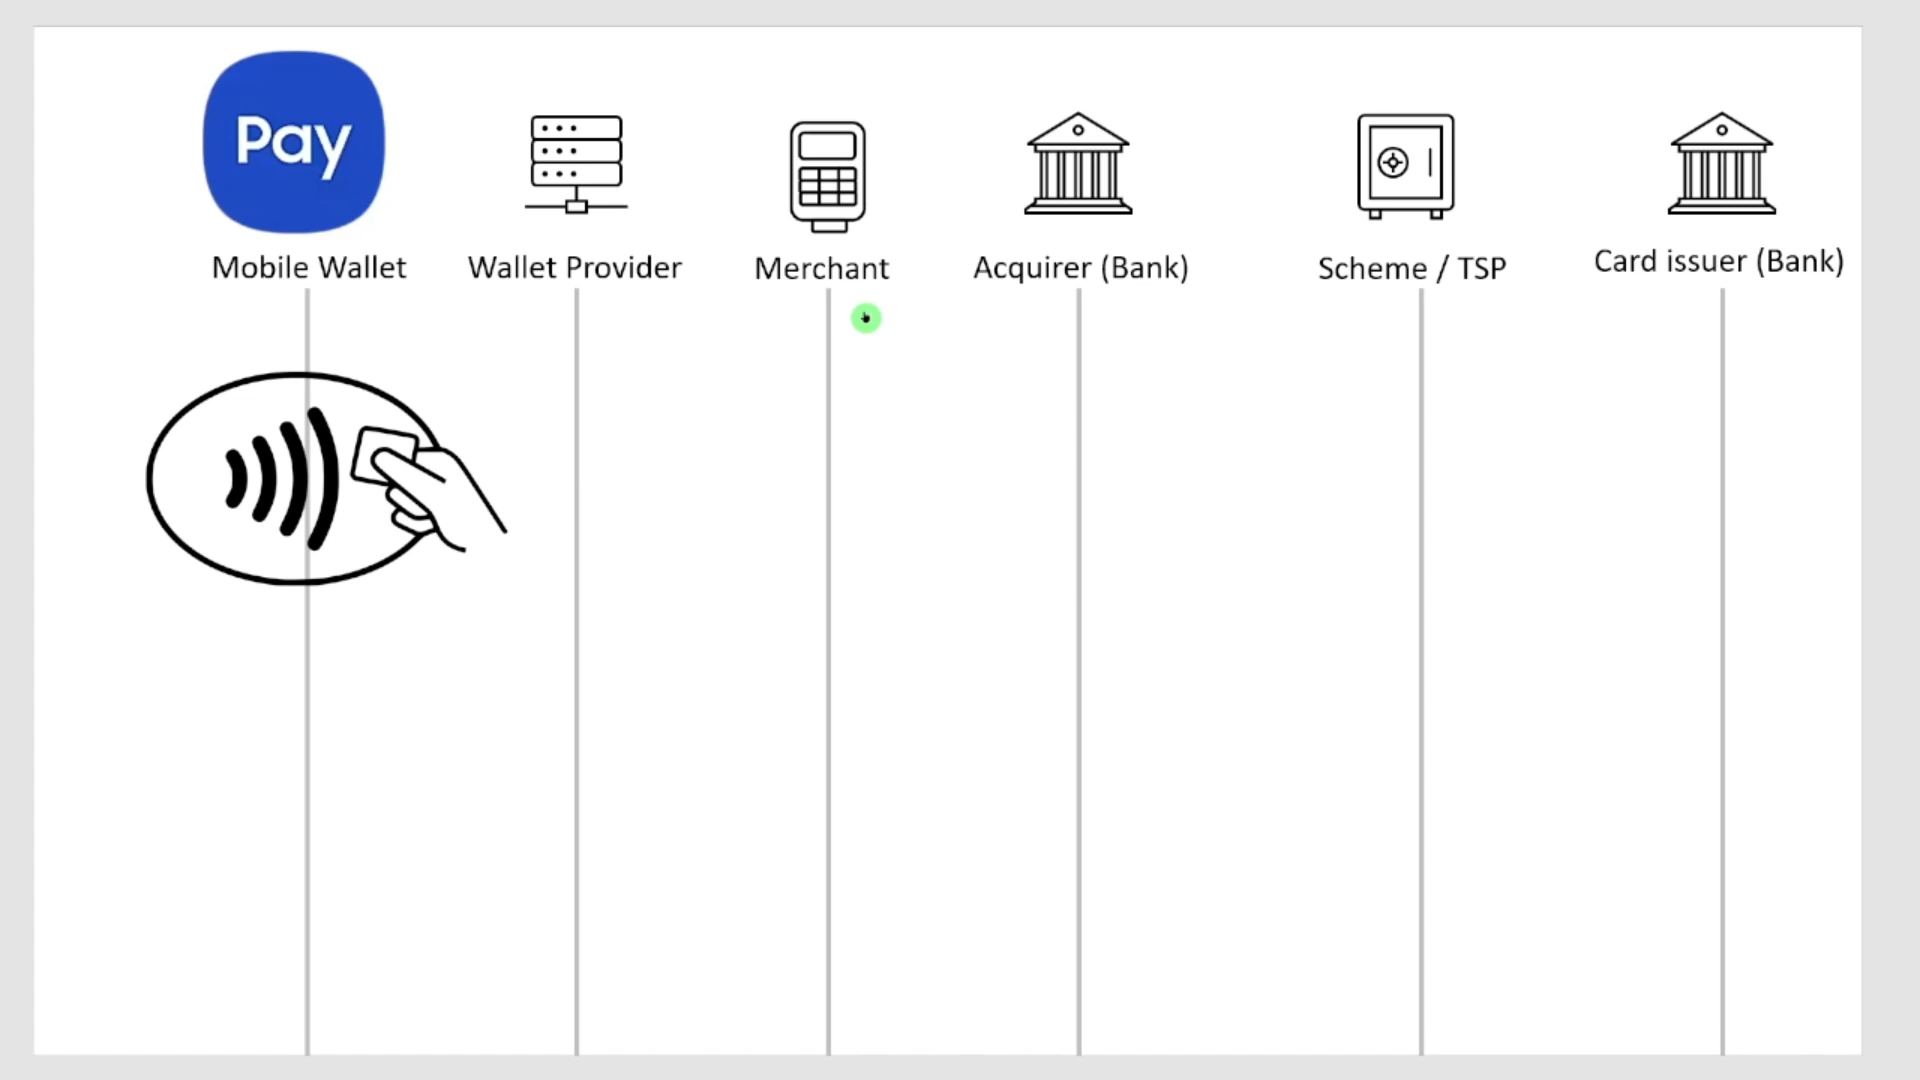 Pay
Mobile Wallet
Wallet Provider
Merchant
Acquirer (Bank)
Scheme / TSP
Card issuer (Bank)